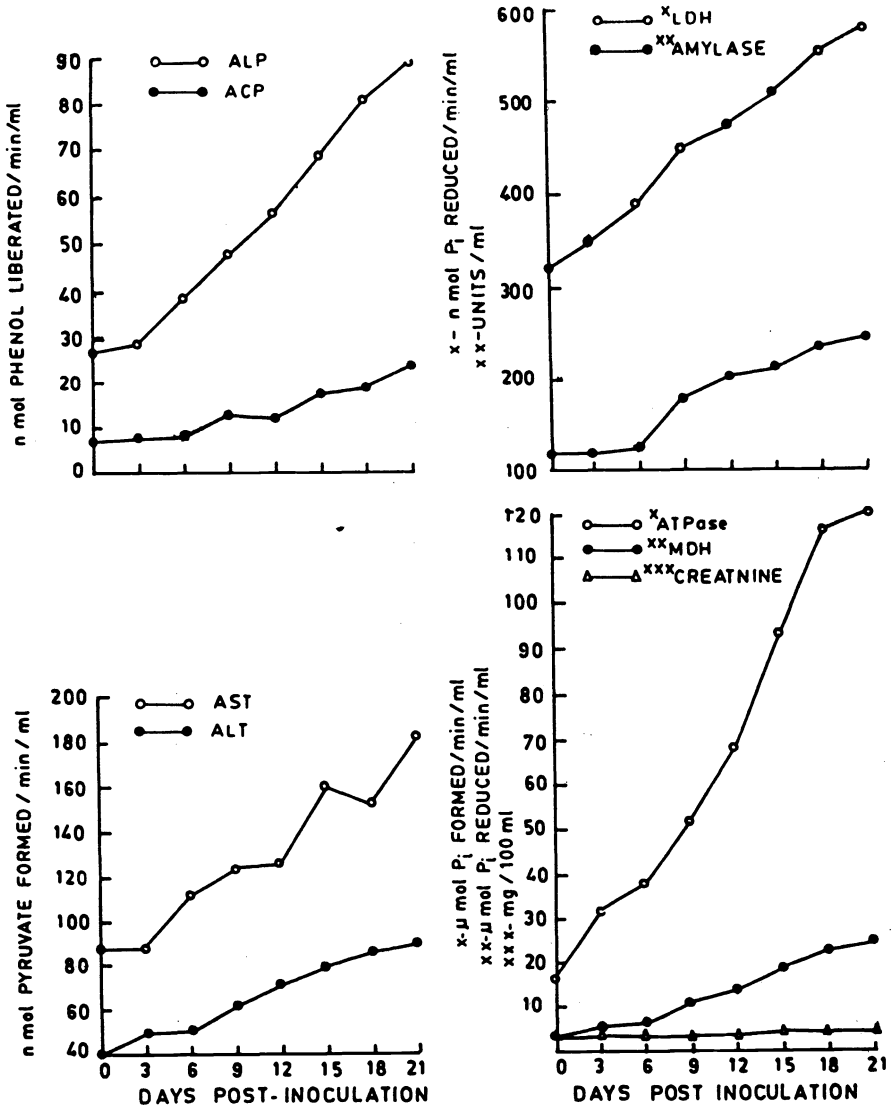 ALP
ACP
n mol PHENOL LIBERATED/min/ml
90
80
70
60
50
40
30
20
10
0
xLDH
xxAMYLASE
x- n mol Pi REDUCED/min/ml
xx-UNITS/ml
600
500
400
300
200
100
AST
ALT
n mol PYRUVATE FORMED/min/ml
200
180
160
140
120
100
80
60
40
0 3 6 9 12 15 18 21
DAYS POST-INOCULATION
xATPase
xxMDH
xxxCREATNINE
x-µ mol Pi FORMED/min/ml
xx-µ mol Pi REDUCED/min/ml
xxx-mg/100 ml
120
110
100
90
80
70
60
50
40
30
20
10
0 3 6 9 12 15 18 21
DAYS POST INOCULATION